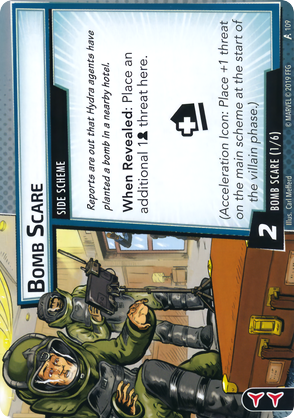 BOMB SCARE
SIDE SCHEME
Reports are out that Hydra agents have
planted a bomb in a nearby hotel.
When Revealed: Place an
additional 1 threat here.
(Acceleration Icon: Place +1 threat
on the main scheme at the start of
the villain phase.)
2
BOMB SCARE (1/6)
Illus. Carl Mefferd
© MARVEL © 2019 FFG
109